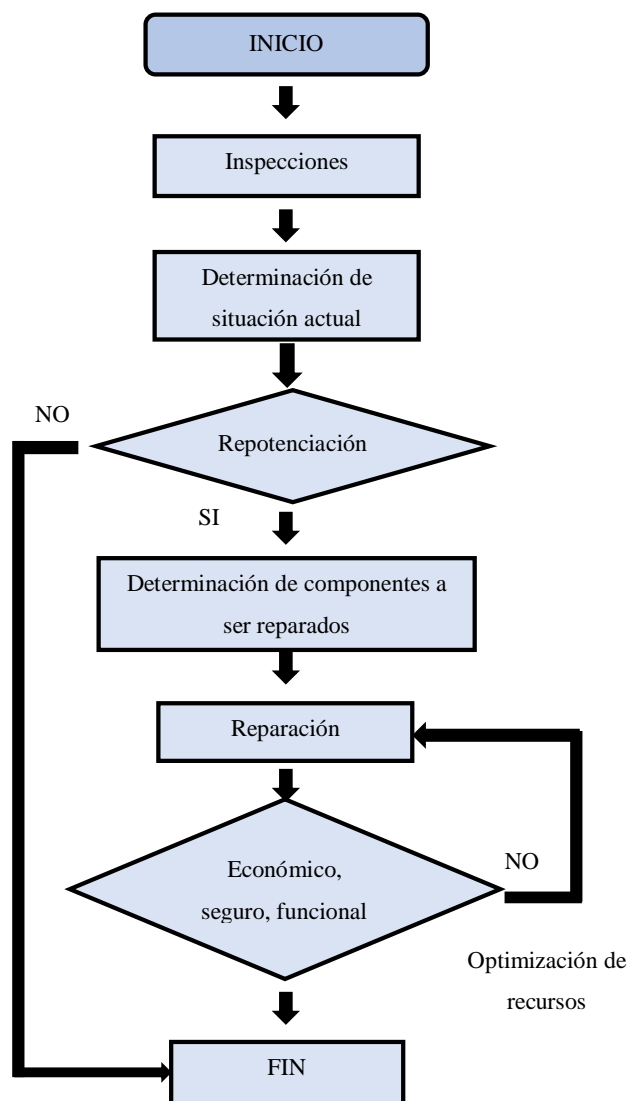 INICIO
Inspecciones
Determinación de
situación actual
NO
Repotenciación
SI
Determinación de componentes a
ser reparados
Reparación
Económico,
seguro, funcional
NO
Optimización de
recursos
FIN